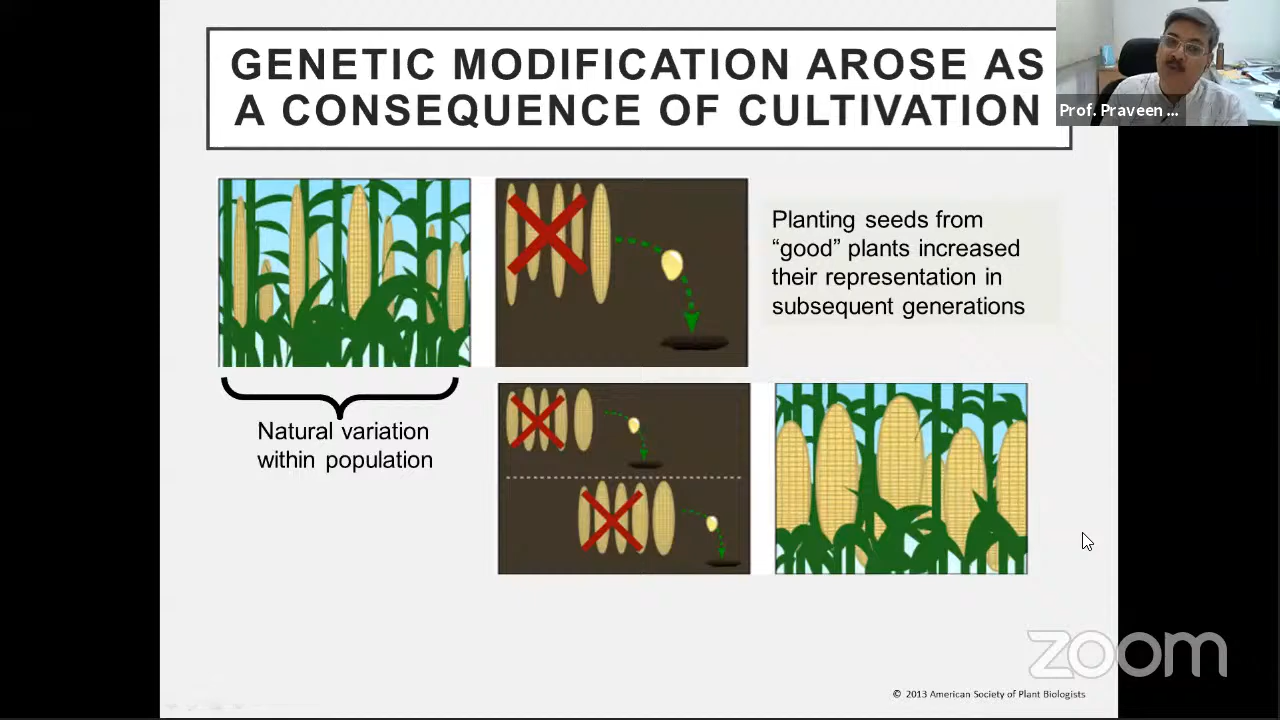 GENETIC MODIFICATION AROSE AS
A CONSEQUENCE OF CULTIVATION
Prof. Praveen ...
Planting seeds from
“good” plants increased
their representation in
subsequent generations
Natural variation
within population
zoom
© 2013 American Society of Plant Biologists